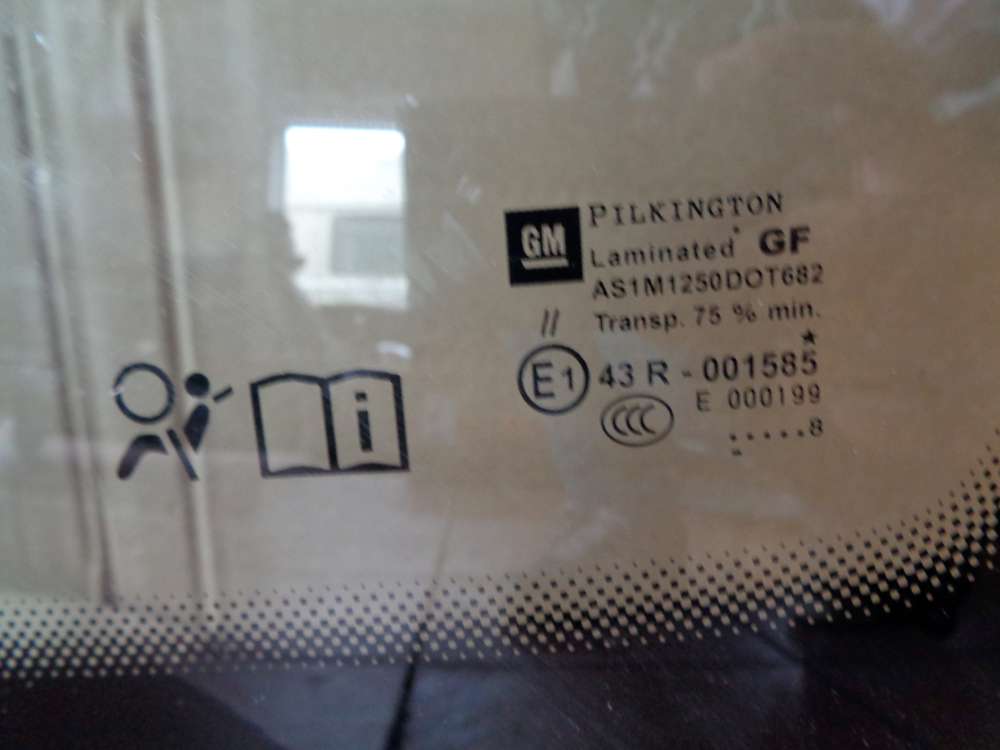 GM
PILKINGTON
Laminated GF
AS1M1250DOT682
Transp. 75 % min.
//
E1 43 R - 001585
CCC E 000199
.....8
i